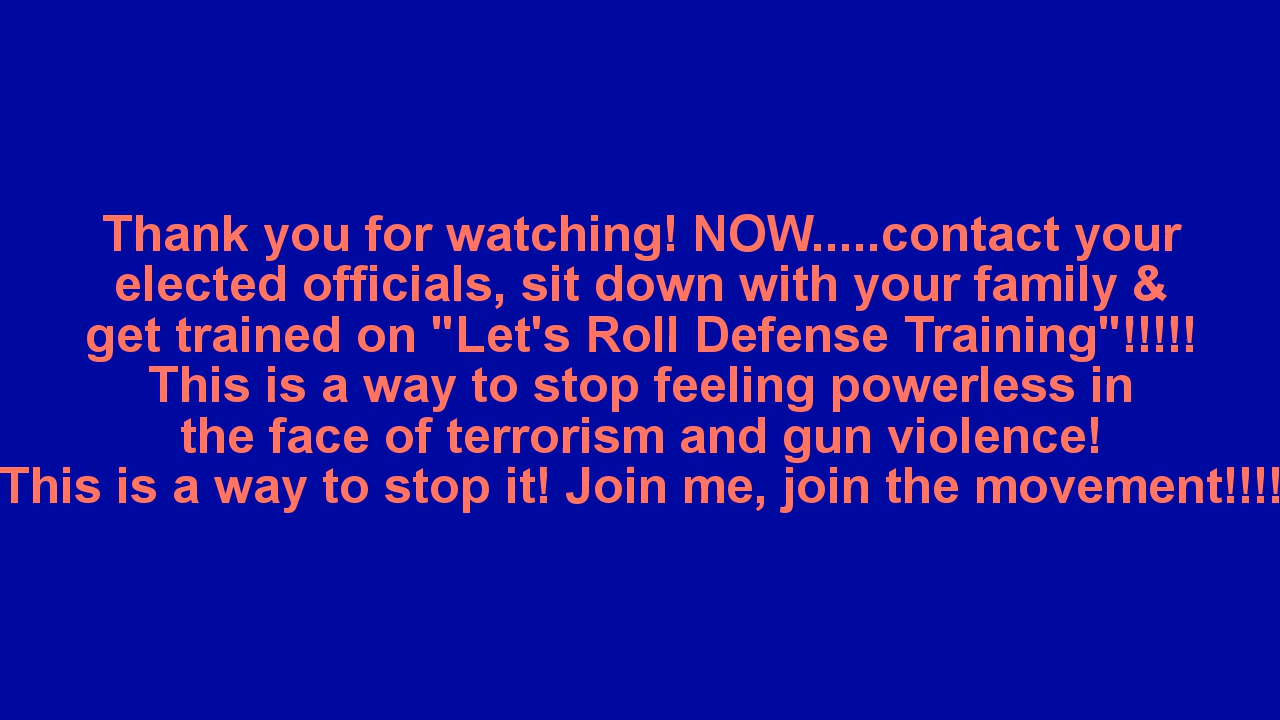 Thank you for watching! NOW.....contact your
elected officials, sit down with your family &
get trained on "Let's Roll Defense Training"!!!!!
This is a way to stop feeling powerless in
the face of terrorism and gun violence!
This is a way to stop it! Join me, join the movement!!!!